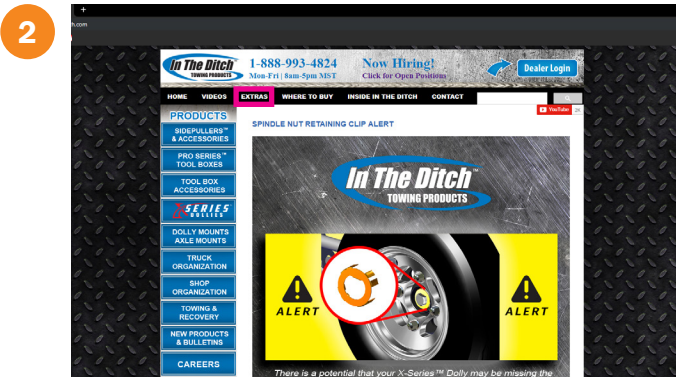 2
+
h.com
In The Ditch™
TOWING PRODUCTS
1-888-993-4824
Mon-Fri | 8am-5pm MST
Now Hiring!
Click for Open Positions
Dealer Login
HOME VIDEOS EXTRAS WHERE TO BUY INSIDE IN THE DITCH CONTACT
YouTube
PRODUCTS
SIDEPULLERS™
& ACCESSORIES
PRO SERIES™
TOOL BOXES
TOOL BOX
ACCESSORIES
X SERIES
DOLLIES
DOLLY MOUNTS
AXLE MOUNTS
TRUCK
ORGANIZATION
SHOP
ORGANIZATION
TOWING &
RECOVERY
NEW PRODUCTS
& BULLETINS
CAREERS
SPINDLE NUT RETAINING CLIP ALERT
In The Ditch™
TOWING PRODUCTS
ALERT
ALERT
There is a potential that your X-Series™ Dolly may be missing the